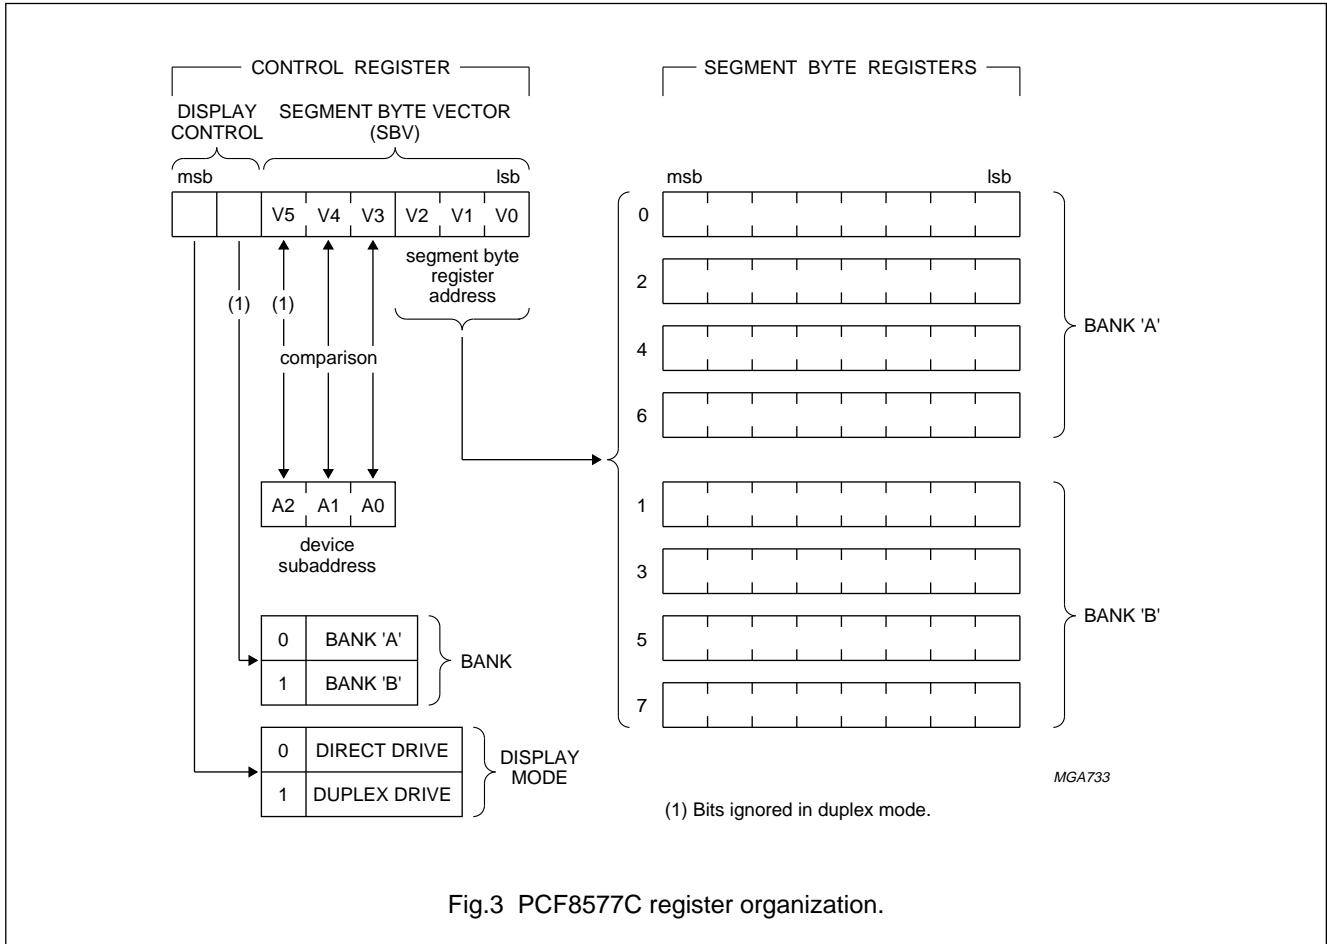 CONTROL REGISTER
DISPLAY CONTROL
SEGMENT BYTE VECTOR (SBV)
msb lsb
V5 V4 V3 V2 V1 V0
segment byte
register
address
(1) (1)
comparison
A2 A1 A0
device
subaddress
0 BANK 'A'
1 BANK 'B'
BANK
0 DIRECT DRIVE
1 DUPLEX DRIVE
DISPLAY
MODE
SEGMENT BYTE REGISTERS
msb lsb
0
2
4
6
BANK 'A'
1
3
5
7
BANK 'B'
MGA733
(1) Bits ignored in duplex mode.
Fig.3 PCF8577C register organization.